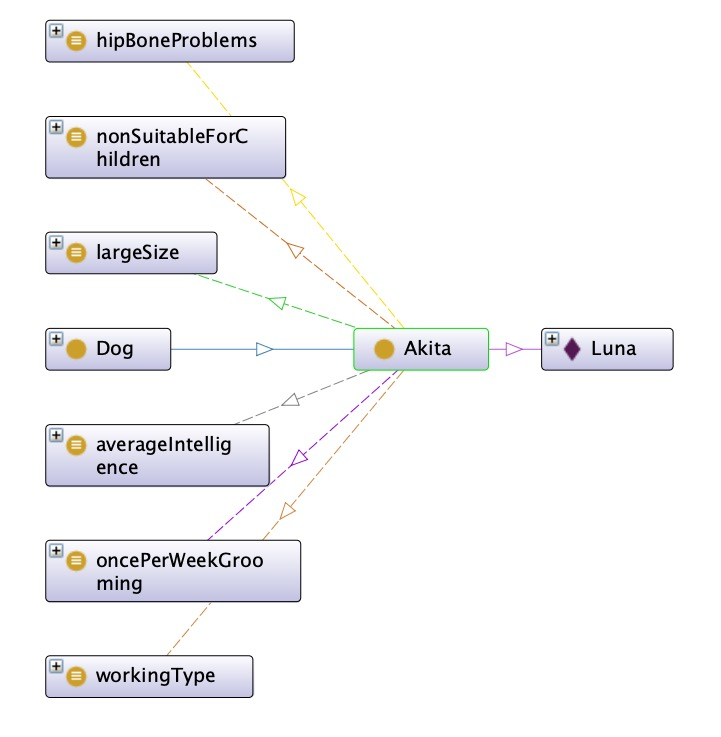 hipBoneProblems
nonSuitableForC
hildren
largeSize
Dog
Akita
Luna
averageIntellig
ence
oncePerWeekGroo
ming
workingType